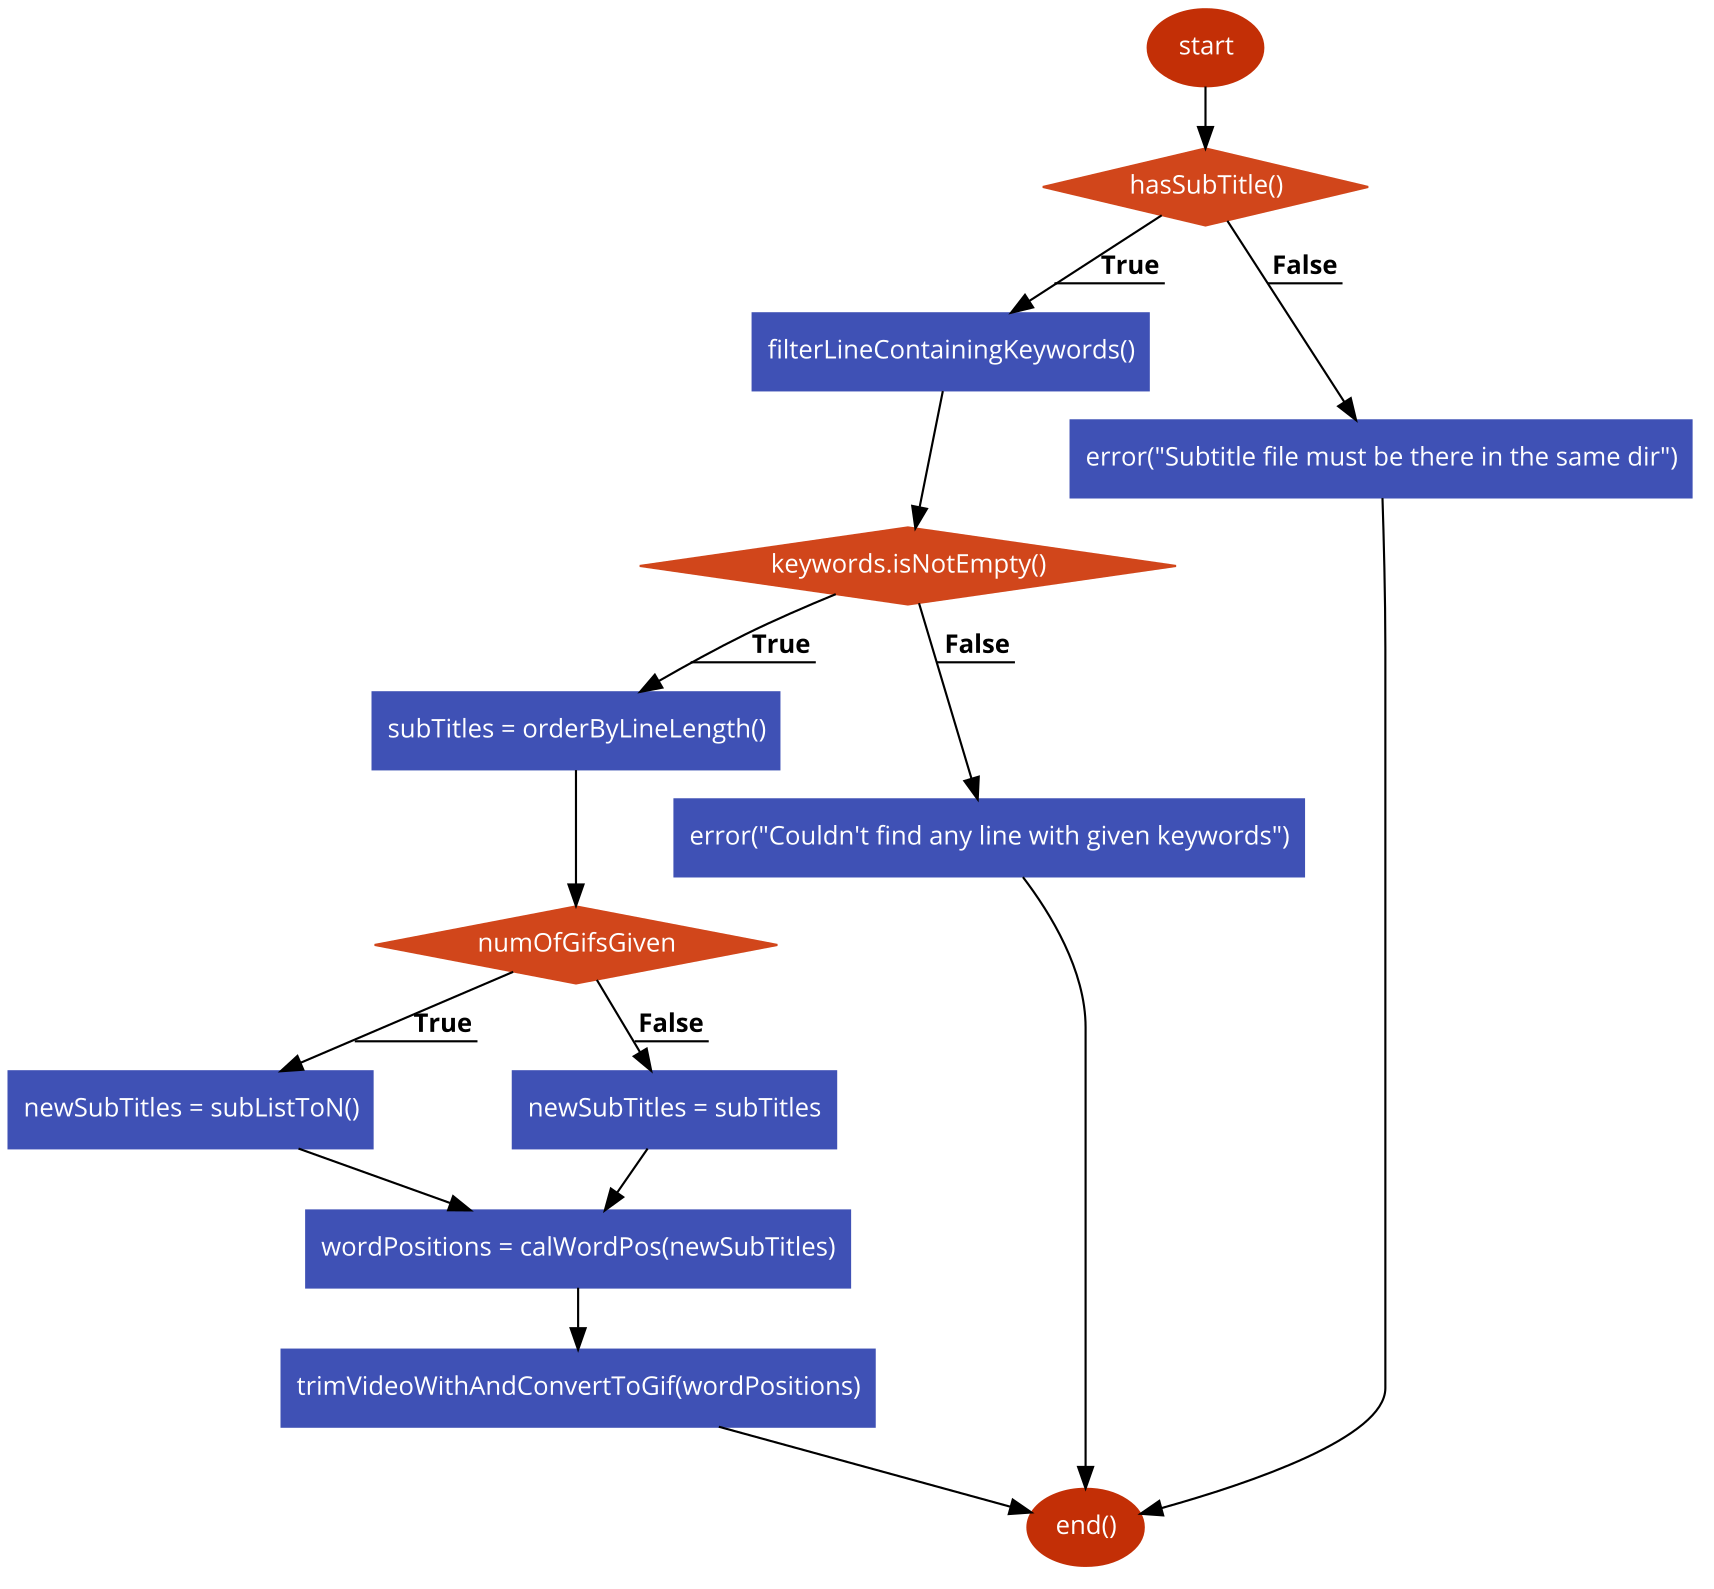 start
hasSubTitle()
True
False
filterLineContainingKeywords()
error("Subtitle file must be there in the same dir")
keywords.isNotEmpty()
True
False
subTitles = orderByLineLength()
error("Couldn't find any line with given keywords")
numOfGifsGiven
True
False
newSubTitles = subListToN()
newSubTitles = subTitles
wordPositions = calWordPos(newSubTitles)
trimVideoWithAndConvertToGif(wordPositions)
end()